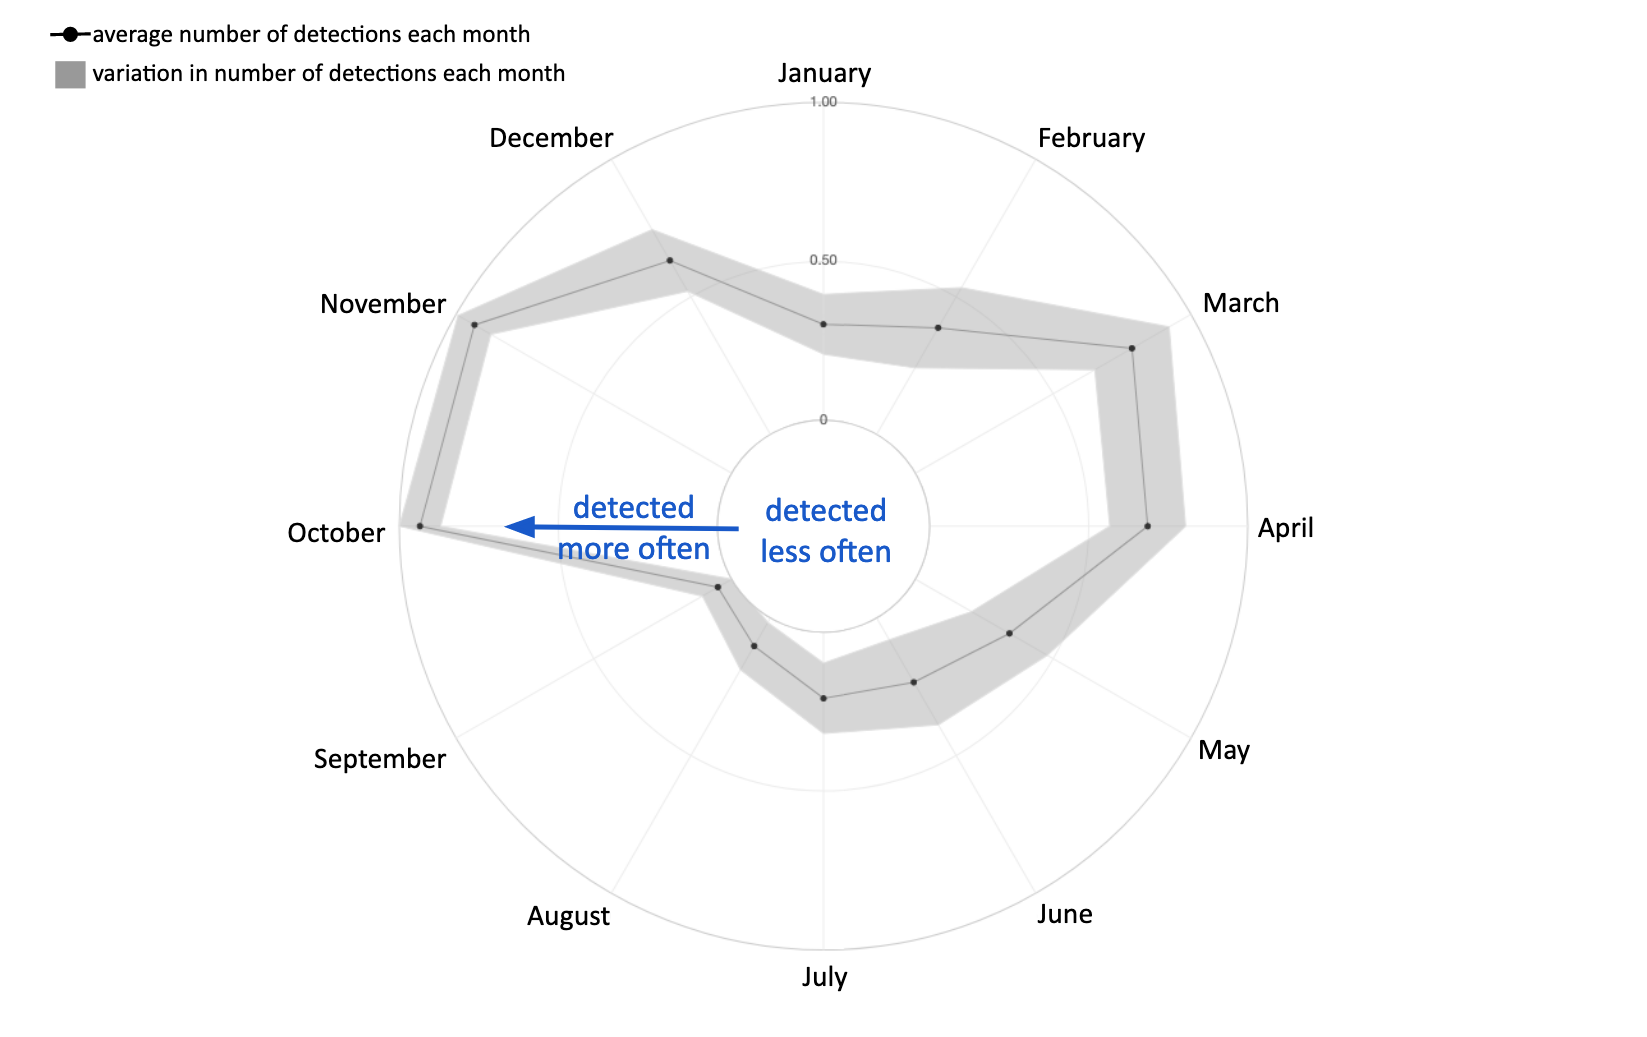 average number of detections each month
variation in number of detections each month
January
1.00
December
February
0.50
November
March
0
detected
more often
detected
less often
October
April
September
May
August
June
July